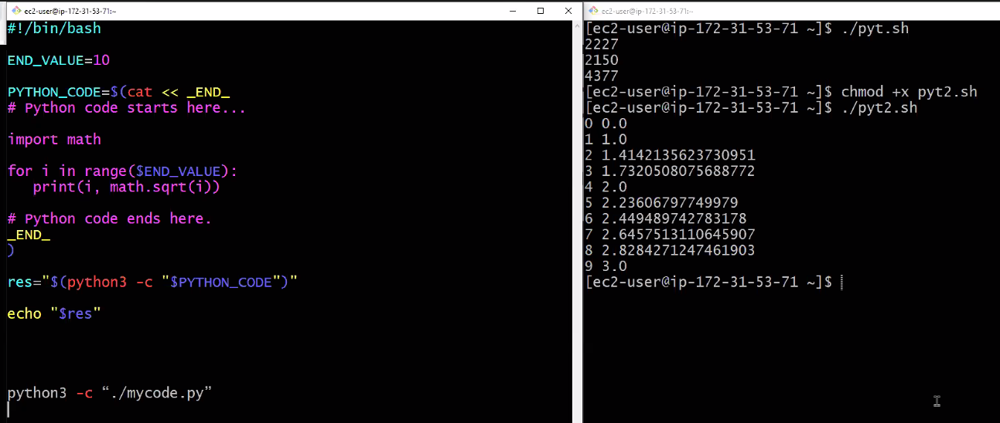 ec2-user@ip-172-31-53-71:~
#!/bin/bash
END_VALUE=10
PYTHON_CODE=$(cat << _END_
# Python code starts here...
import math
for i in range($END_VALUE):
   print(i, math.sqrt(i))
# Python code ends here.
_END_
)
res="$(python3 -c "$PYTHON_CODE")"
echo "$res"
python3 -c “./mycode.py”
ec2-user@ip-172-31-53-71:~
[ec2-user@ip-172-31-53-71 ~]$ ./pyt.sh
2227
2150
4377
[ec2-user@ip-172-31-53-71 ~]$ chmod +x pyt2.sh
[ec2-user@ip-172-31-53-71 ~]$ ./pyt2.sh
0 0.0
1 1.0
2 1.4142135623730951
3 1.7320508075688772
4 2.0
5 2.23606797749979
6 2.449489742783178
7 2.6457513110645907
8 2.8284271247461903
9 3.0
[ec2-user@ip-172-31-53-71 ~]$